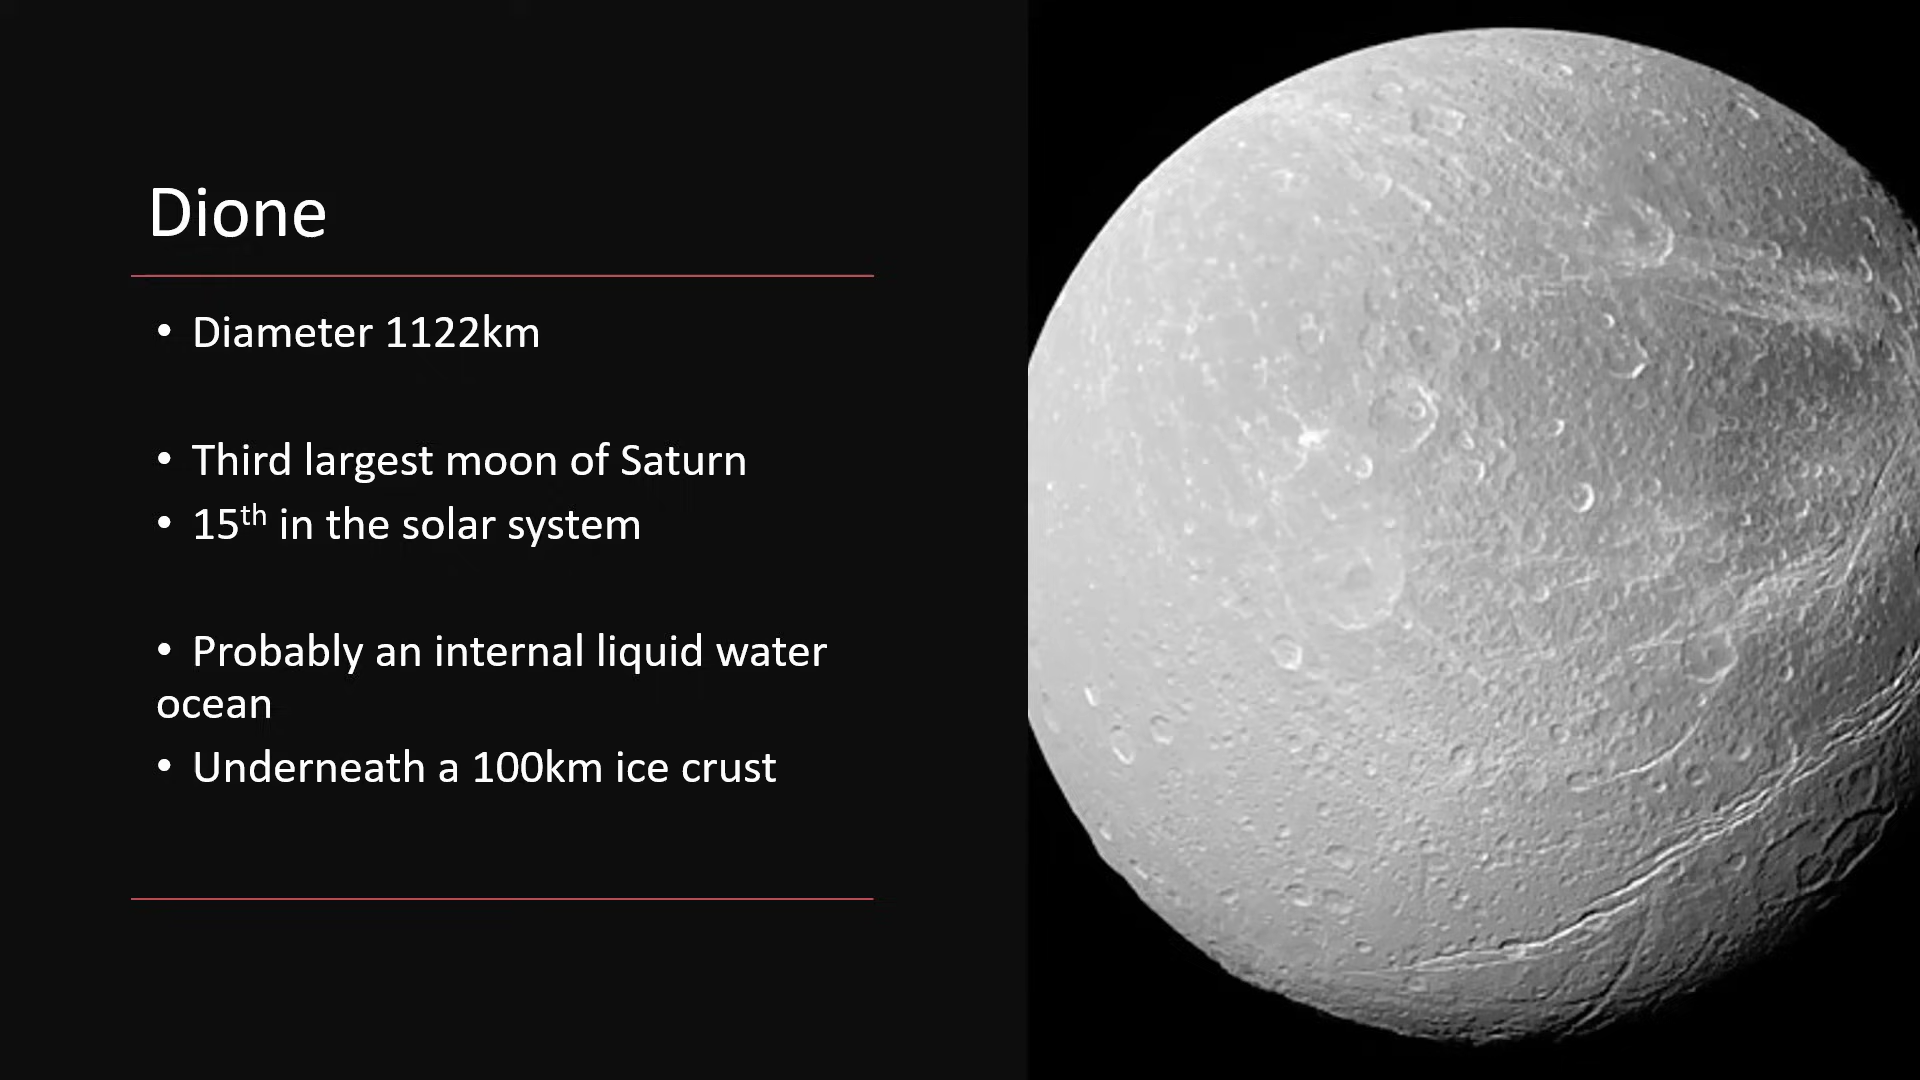 Dione
• Diameter 1122km
• Third largest moon of Saturn
• 15th in the solar system
• Probably an internal liquid water
ocean
• Underneath a 100km ice crust